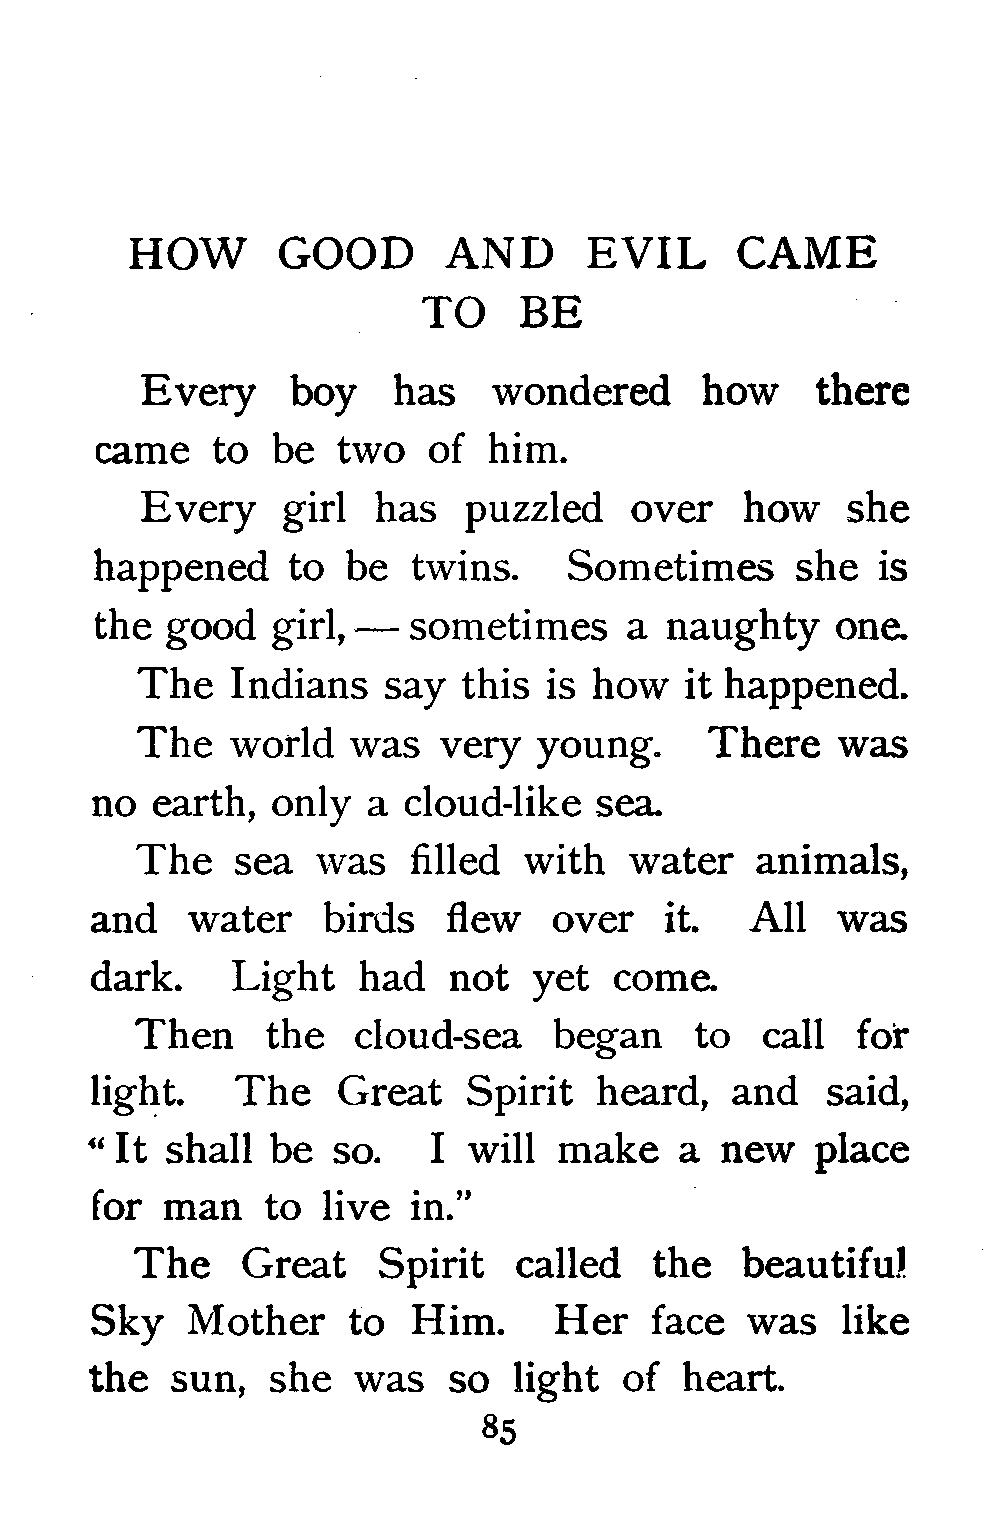 HOW GOOD AND EVIL CAME
TO BE
Every boy has wondered how there
came to be two of him.
Every girl has puzzled over how she
happened to be twins. Sometimes she is
the good girl, — sometimes a naughty one.
The Indians say this is how it happened.
The world was very young. There was
no earth, only a cloud-like sea.
The sea was filled with water animals,
and water birds flew over it. All was
dark. Light had not yet come.
Then the cloud-sea began to call for
light. The Great Spirit heard, and said,
“It shall be so. I will make a new place
for man to live in.”
The Great Spirit called the beautiful
Sky Mother to Him. Her face was like
the sun, she was so light of heart.
85